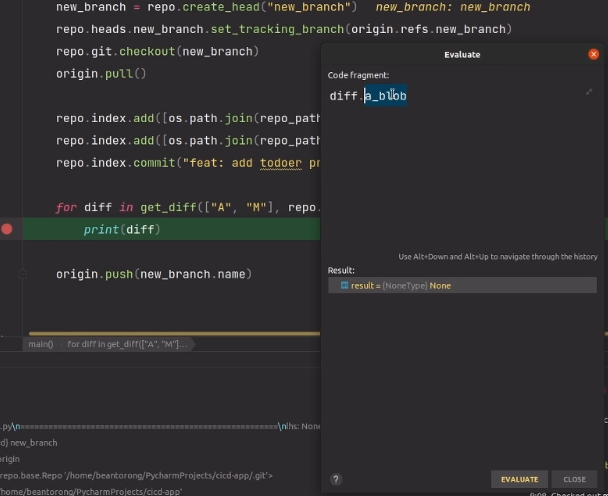 new_branch = repo.create_head("new_branch") new_branch: new_branch
repo.heads.new_branch.set_tracking_branch(origin.refs.new_branch)
repo.git.checkout(new_branch)
origin.pull()
repo.index.add([os.path.join(repo_path
repo.index.add([os.path.join(repo_path
repo.index.commit("feat: add todoer pr
for diff in get_diff(["A", "M"], repo.
print(diff)
origin.push(new_branch.name)
main()
for diff in get_diff(["A", "M"]...
.py\n============================================================\nlhs: None
d) new_branch
origin
repo.base.Repo '/home/beantorong/PycharmProjects/cicd-app/.git'>
/home/beantorong/PycharmProjects/cicd-app'
Evaluate
Code fragment:
diff.a_blob
Use Alt+Down and Alt+Up to navigate through the history
Result:
result = {NoneType} None
?
EVALUATE
CLOSE